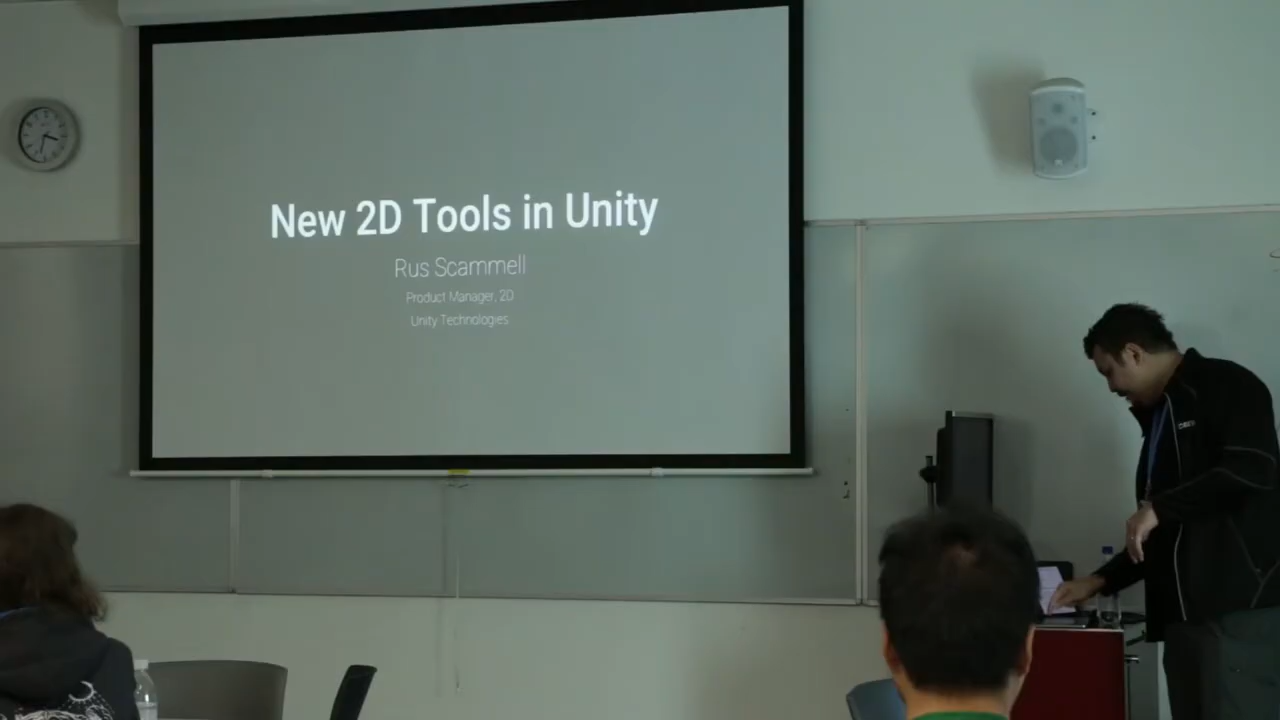 New 2D Tools in Unity
Rus Scammell
Product Manager, 2D
Unity Technologies